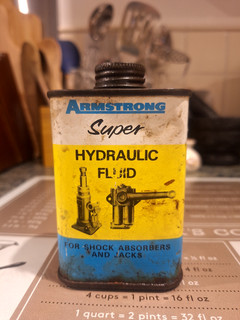 ARMSTRONG
Super
HYDRAULIC
FLUID
FOR SHOCK ABSORBERS
AND JACKS
4 cups = 1 pint = 16 fl oz
1 quart = 2 pints = 32 fl oz